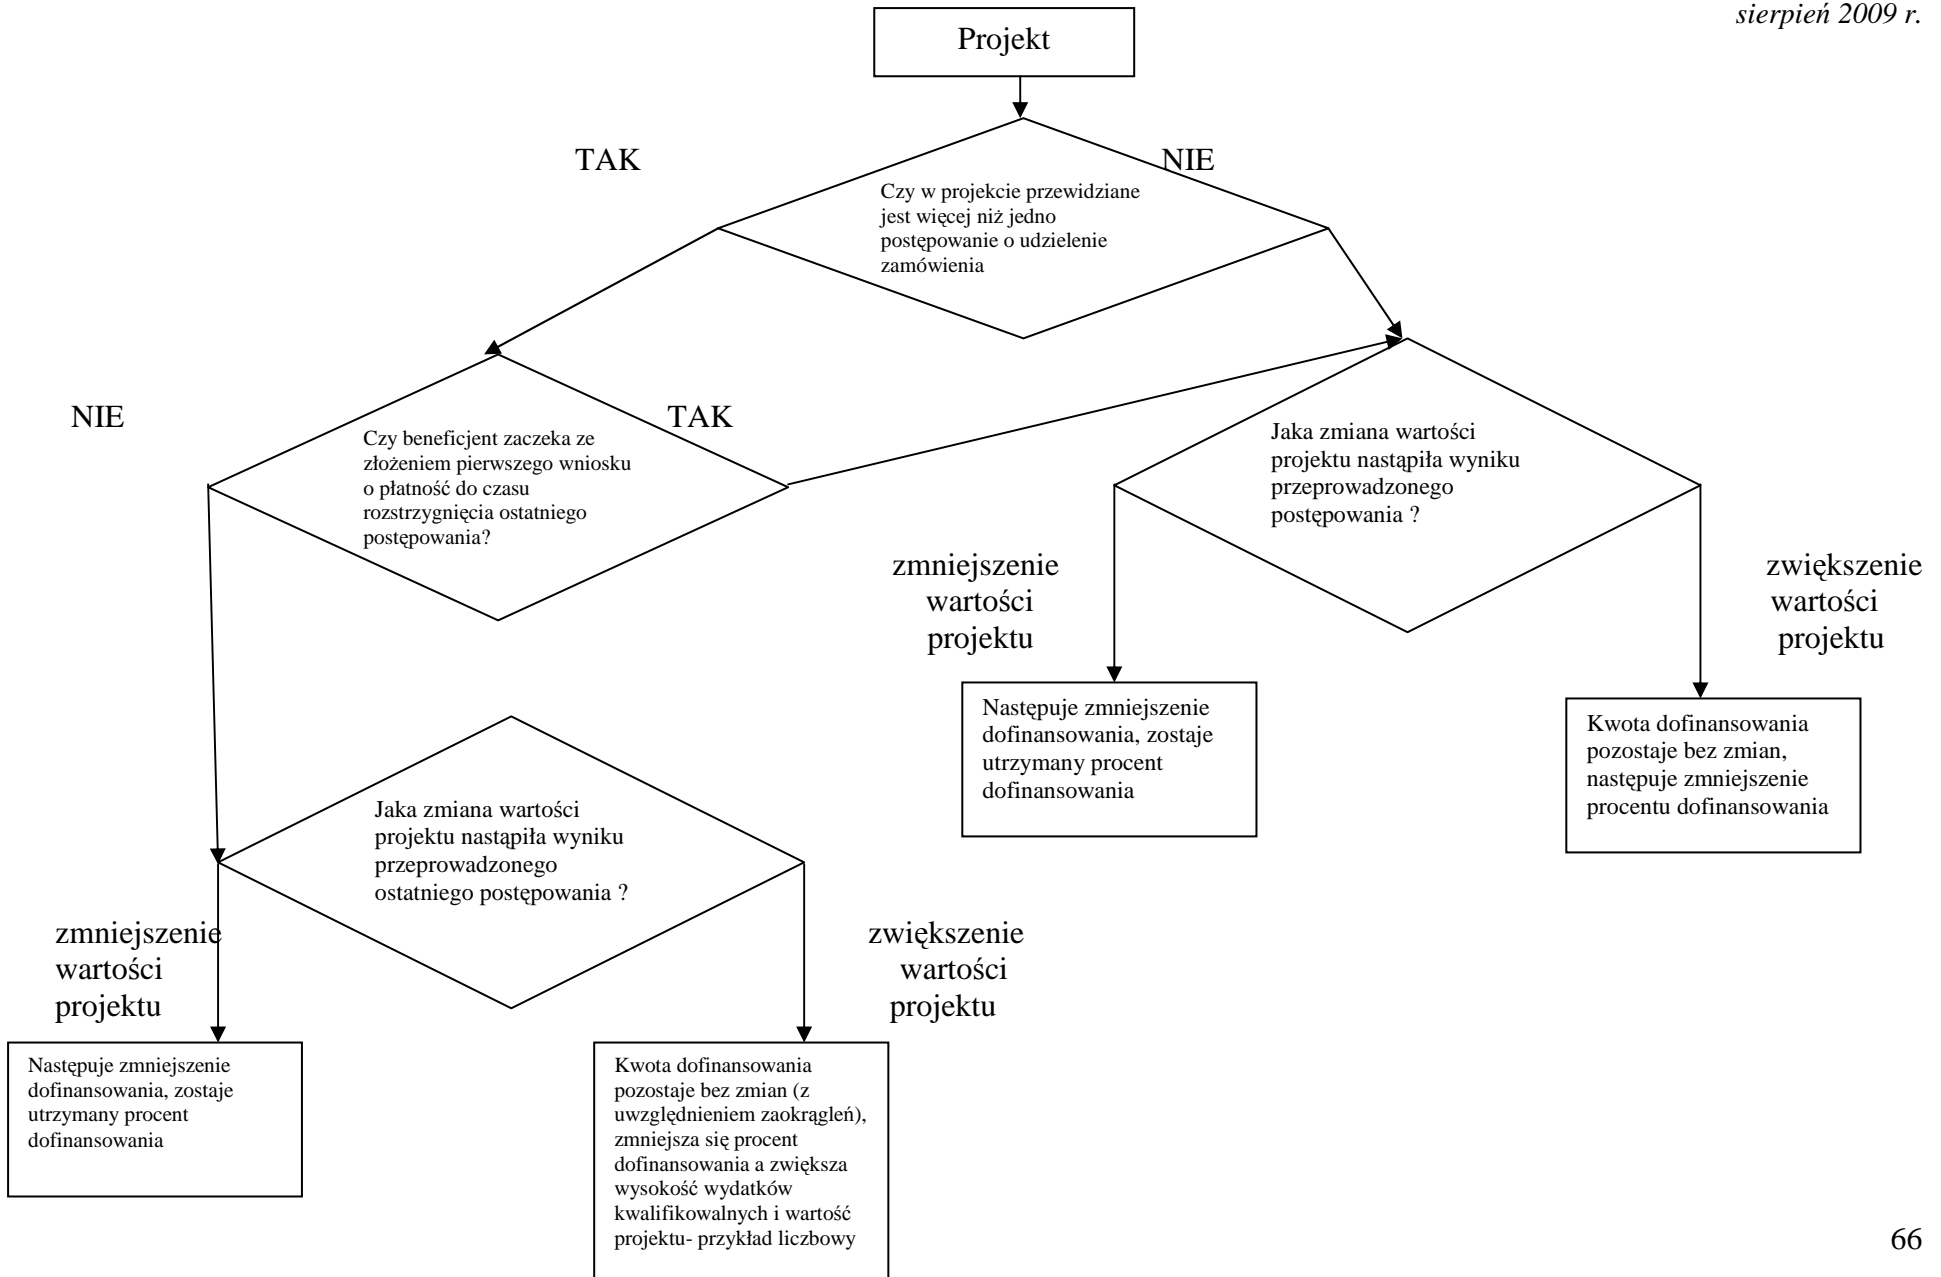 sierpień 2009 r.
Projekt
TAK
NIE
Czy w projekcie przewidziane
jest więcej niż jedno
postępowanie o udzielenie
zamówienia
NIE
TAK
Czy beneficjent zaczeka ze
złożeniem pierwszego wniosku
o płatność do czasu
rozstrzygnięcia ostatniego
postępowania?
Jaka zmiana wartości
projektu nastąpiła wyniku
przeprowadzonego
postępowania ?
zmniejszenie
wartości
projektu
zwiększenie
wartości
projektu
Następuje zmniejszenie
dofinansowania, zostaje
utrzymany procent
dofinansowania
Kwota dofinansowania
pozostaje bez zmian,
następuje zmniejszenie
procentu dofinansowania
Jaka zmiana wartości
projektu nastąpiła wyniku
przeprowadzonego
ostatniego postępowania ?
zmniejszenie
wartości
projektu
zwiększenie
wartości
projektu
Następuje zmniejszenie
dofinansowania, zostaje
utrzymany procent
dofinansowania
Kwota dofinansowania
pozostaje bez zmian (z
uwzględnieniem zaokrągleń),
zmniejsza się procent
dofinansowania a zwiększa
wysokość wydatków
kwalifikowalnych i wartość
projektu- przykład liczbowy
66